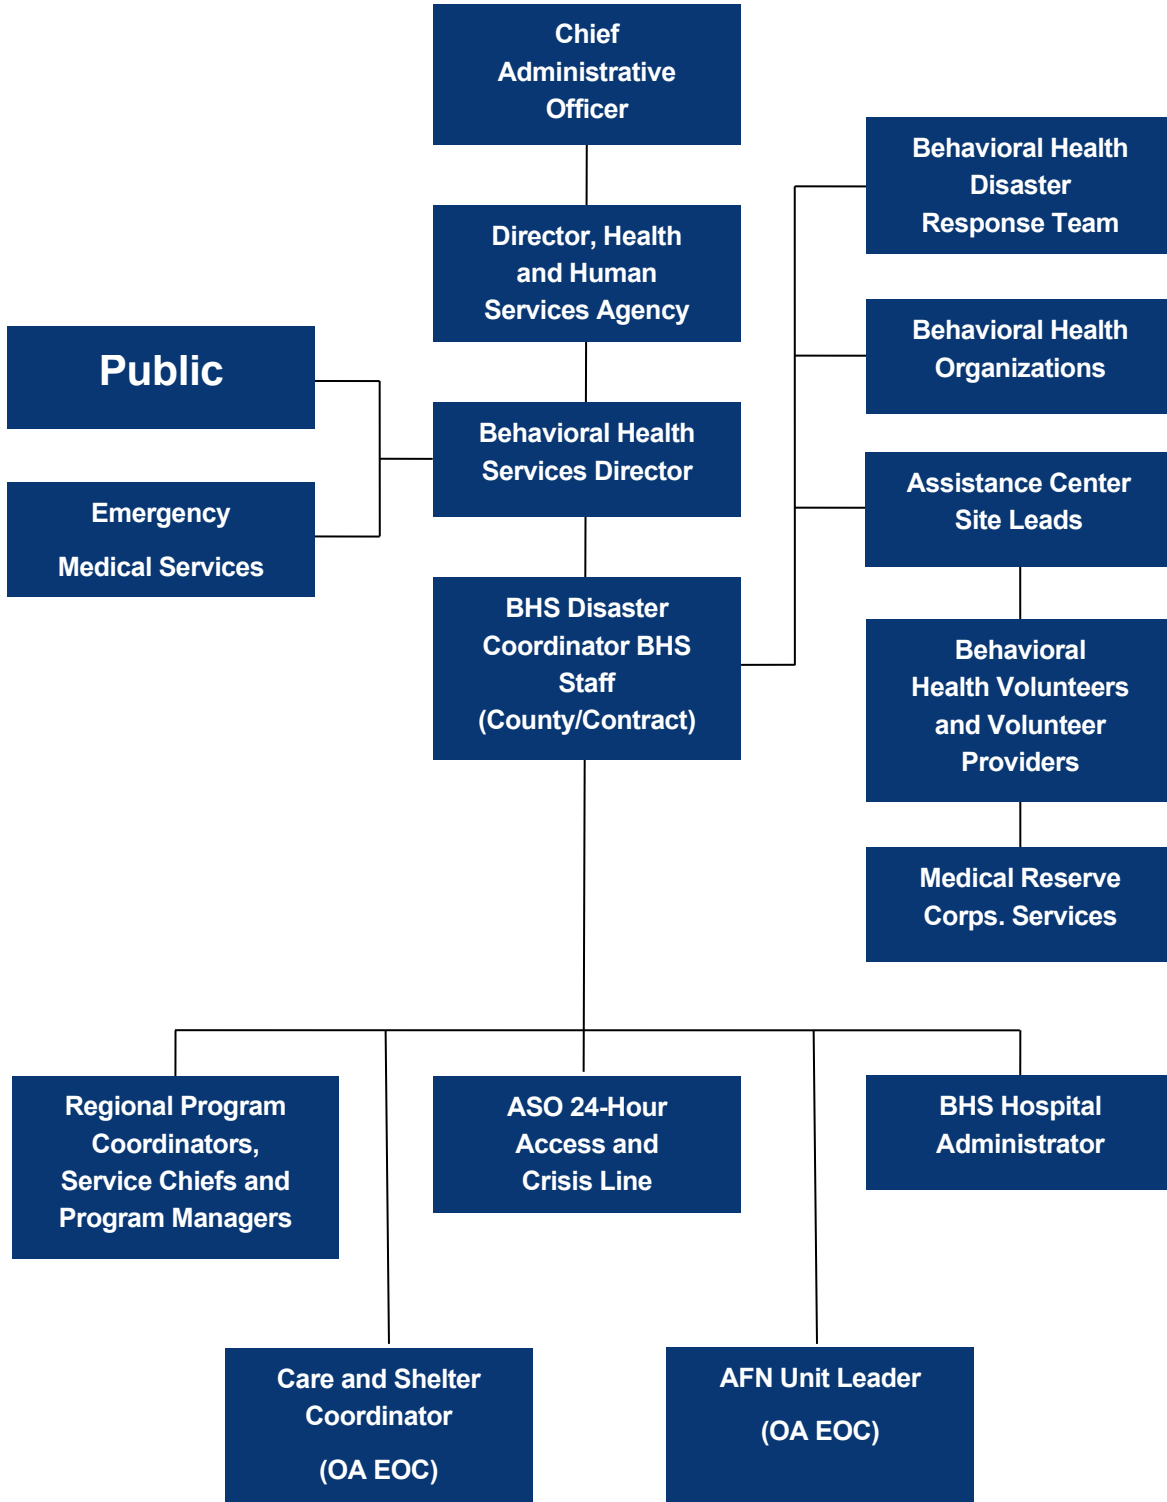 Chief
Administrative
Officer
Behavioral Health
Disaster
Response Team
Director, Health
and Human
Services Agency
Behavioral Health
Organizations
Public
Behavioral Health
Services Director
Emergency
Medical Services
Assistance Center
Site Leads
BHS Disaster
Coordinator BHS
Staff
(County/Contract)
Behavioral
Health Volunteers
and Volunteer
Providers
Medical Reserve
Corps. Services
Regional Program
Coordinators,
Service Chiefs and
Program Managers
ASO 24-Hour
Access and
Crisis Line
BHS Hospital
Administrator
Care and Shelter
Coordinator
(OA EOC)
AFN Unit Leader
(OA EOC)